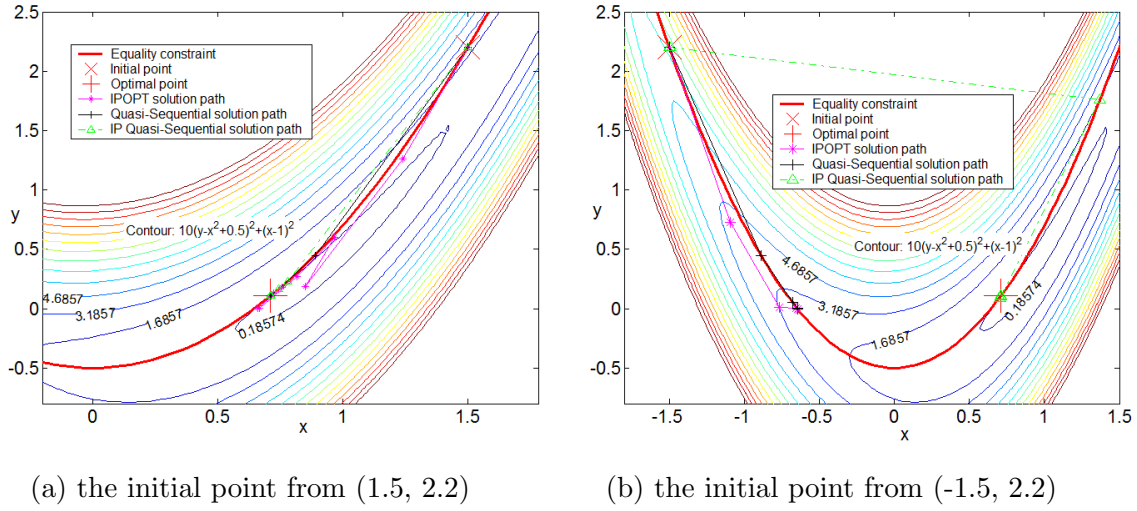 2.5
2
1.5
1
0.5
0
-0.5
y
0
0.5
1
1.5
x
Equality constraint
Initial point
Optimal point
IPOPT solution path
Quasi-Sequential solution path
IP Quasi-Sequential solution path
Contour: 10(y-x²+0.5)²+(x-1)²
4.6857
3.1857
1.6857
0.18574
(a) the initial point from (1.5, 2.2)
2.5
2
1.5
1
0.5
0
-0.5
y
-1.5
-1
-0.5
0
0.5
1
1.5
x
Equality constraint
Initial point
Optimal point
IPOPT solution path
Quasi-Sequential solution path
IP Quasi-Sequential solution path
Contour: 10(y-x²+0.5)²+(x-1)²
4.6857
3.1857
1.6857
0.18574
(b) the initial point from (-1.5, 2.2)